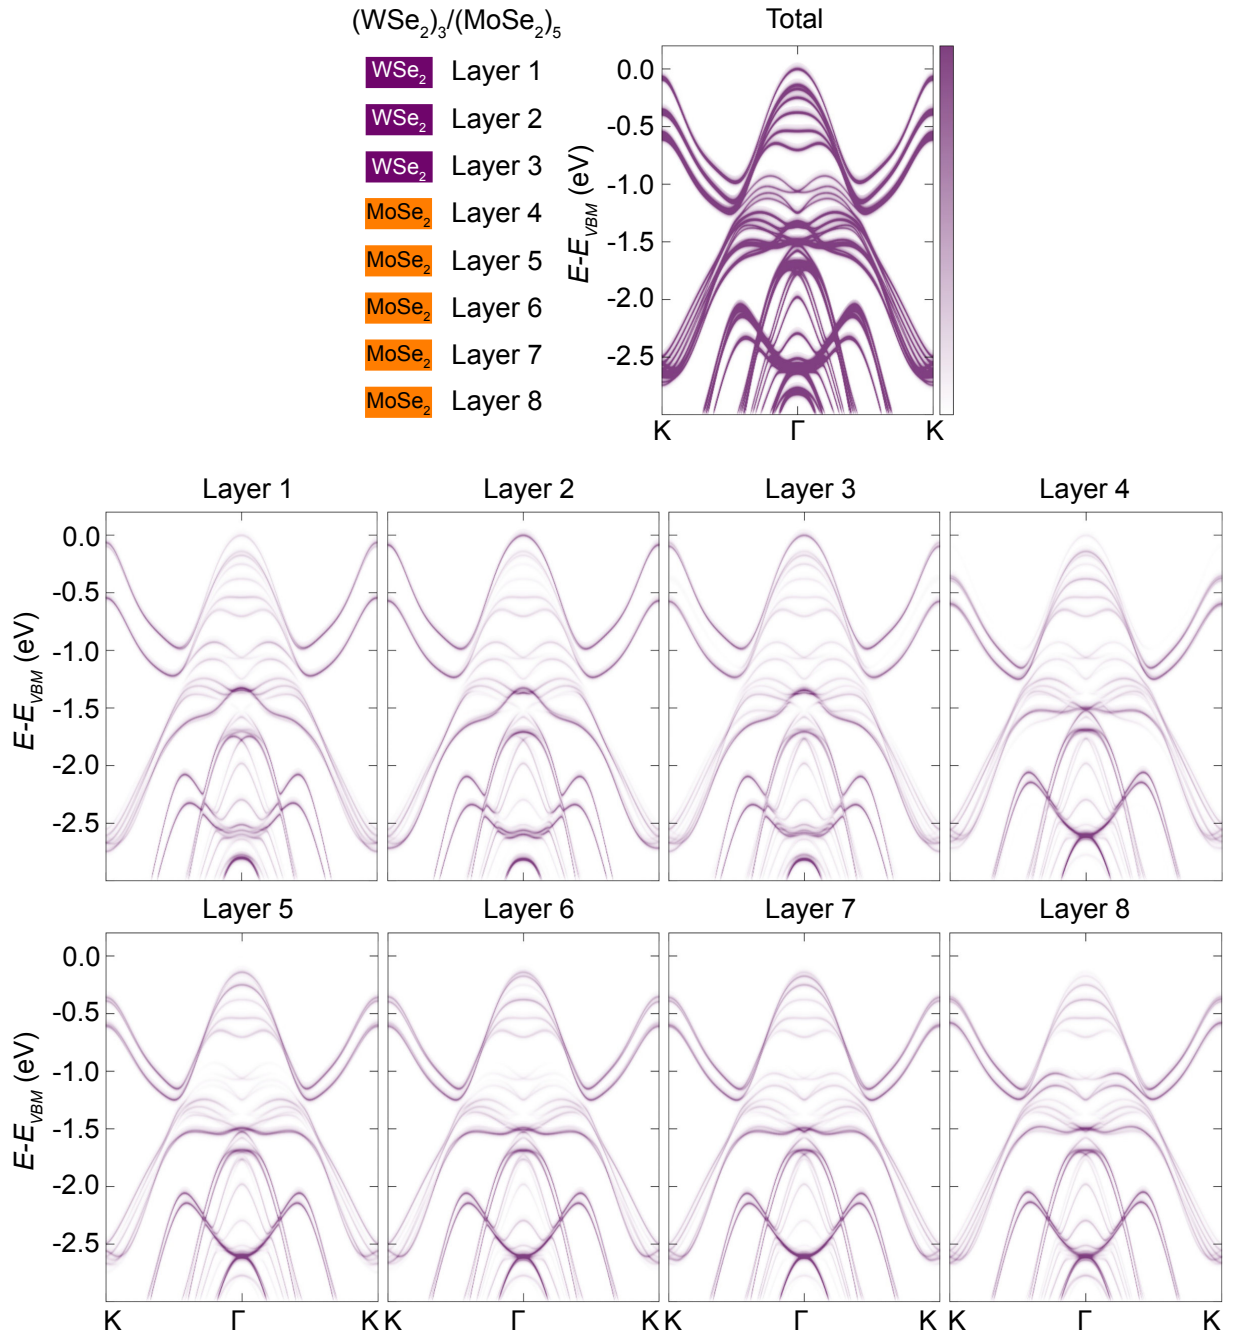 (WSe2)3/(MoSe2)5
WSe2 Layer 1
WSe2 Layer 2
WSe2 Layer 3
MoSe2 Layer 4
MoSe2 Layer 5
MoSe2 Layer 6
MoSe2 Layer 7
MoSe2 Layer 8
Total
E-EVBM (eV)
0.0
-0.5
-1.0
-1.5
-2.0
-2.5
K Γ K
Layer 1 Layer 2 Layer 3 Layer 4
E-EVBM (eV)
0.0
-0.5
-1.0
-1.5
-2.0
-2.5
Layer 5 Layer 6 Layer 7 Layer 8
E-EVBM (eV)
0.0
-0.5
-1.0
-1.5
-2.0
-2.5
K Γ K K Γ K K Γ K K Γ K